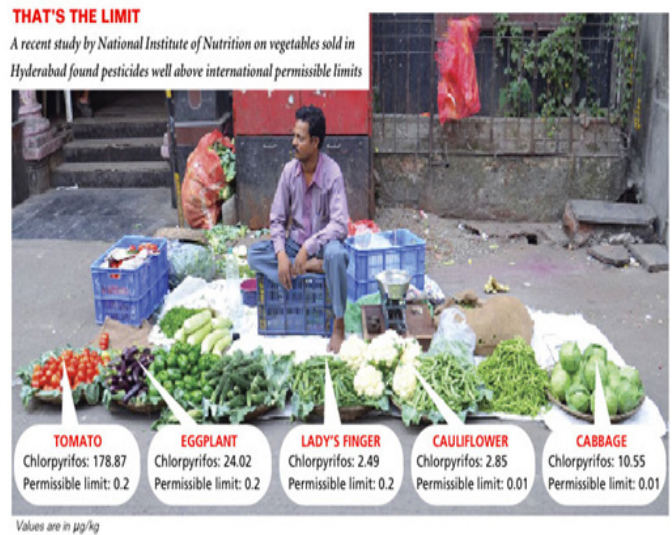 THAT'S THE LIMIT
A recent study by National Institute of Nutrition on vegetables sold in
Hyderabad found pesticides well above international permissible limits
TOMATO
Chlorpyrifos: 178.87
Permissible limit: 0.2
EGGPLANT
Chlorpyrifos: 24.02
Permissible limit: 0.2
LADY'S FINGER
Chlorpyrifos: 2.49
Permissible limit: 0.2
CAULIFLOWER
Chlorpyrifos: 2.85
Permissible limit: 0.01
CABBAGE
Chlorpyrifos: 10.55
Permissible limit: 0.01
Values are in µg/kg